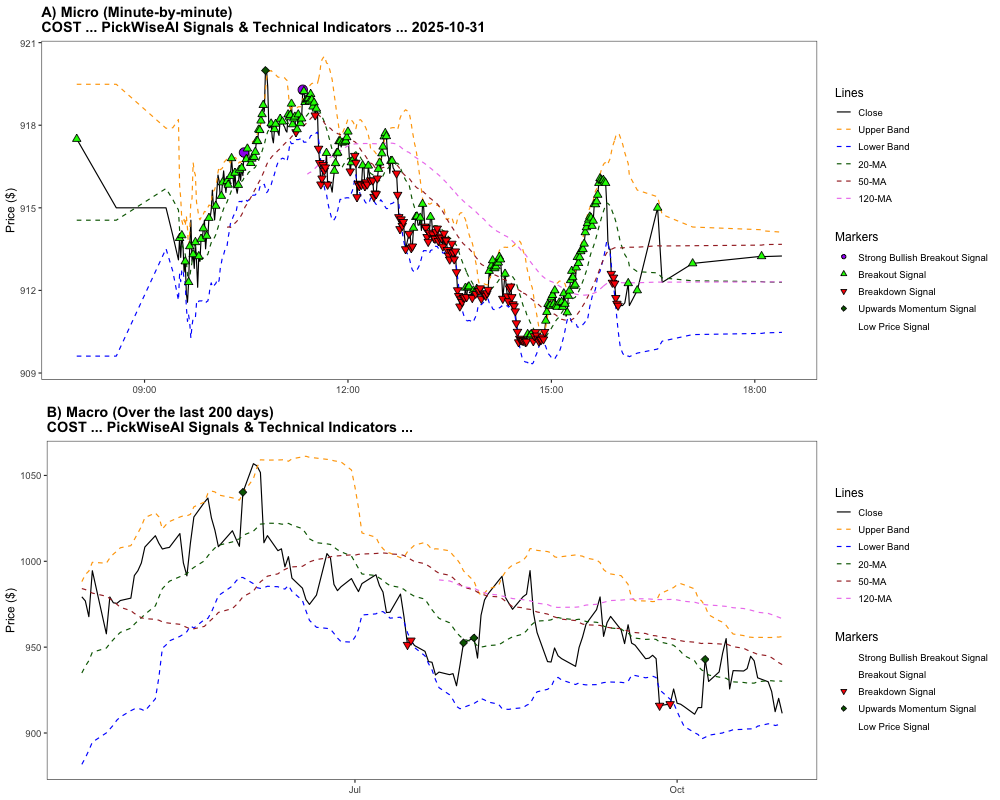 A) Micro (Minute-by-minute)
COST ... PickWiseAI Signals & Technical Indicators ... 2025-10-31
Price ($)
921
918
915
912
909
09:00
12:00
15:00
18:00
Lines
Close
Upper Band
Lower Band
20-MA
50-MA
120-MA
Markers
Strong Bullish Breakout Signal
Breakout Signal
Breakdown Signal
Upwards Momentum Signal
Low Price Signal
B) Macro (Over the last 200 days)
COST ... PickWiseAI Signals & Technical Indicators ...
Price ($)
1050
1000
950
900
Jul
Oct
Lines
Close
Upper Band
Lower Band
20-MA
50-MA
120-MA
Markers
Strong Bullish Breakout Signal
Breakout Signal
Breakdown Signal
Upwards Momentum Signal
Low Price Signal